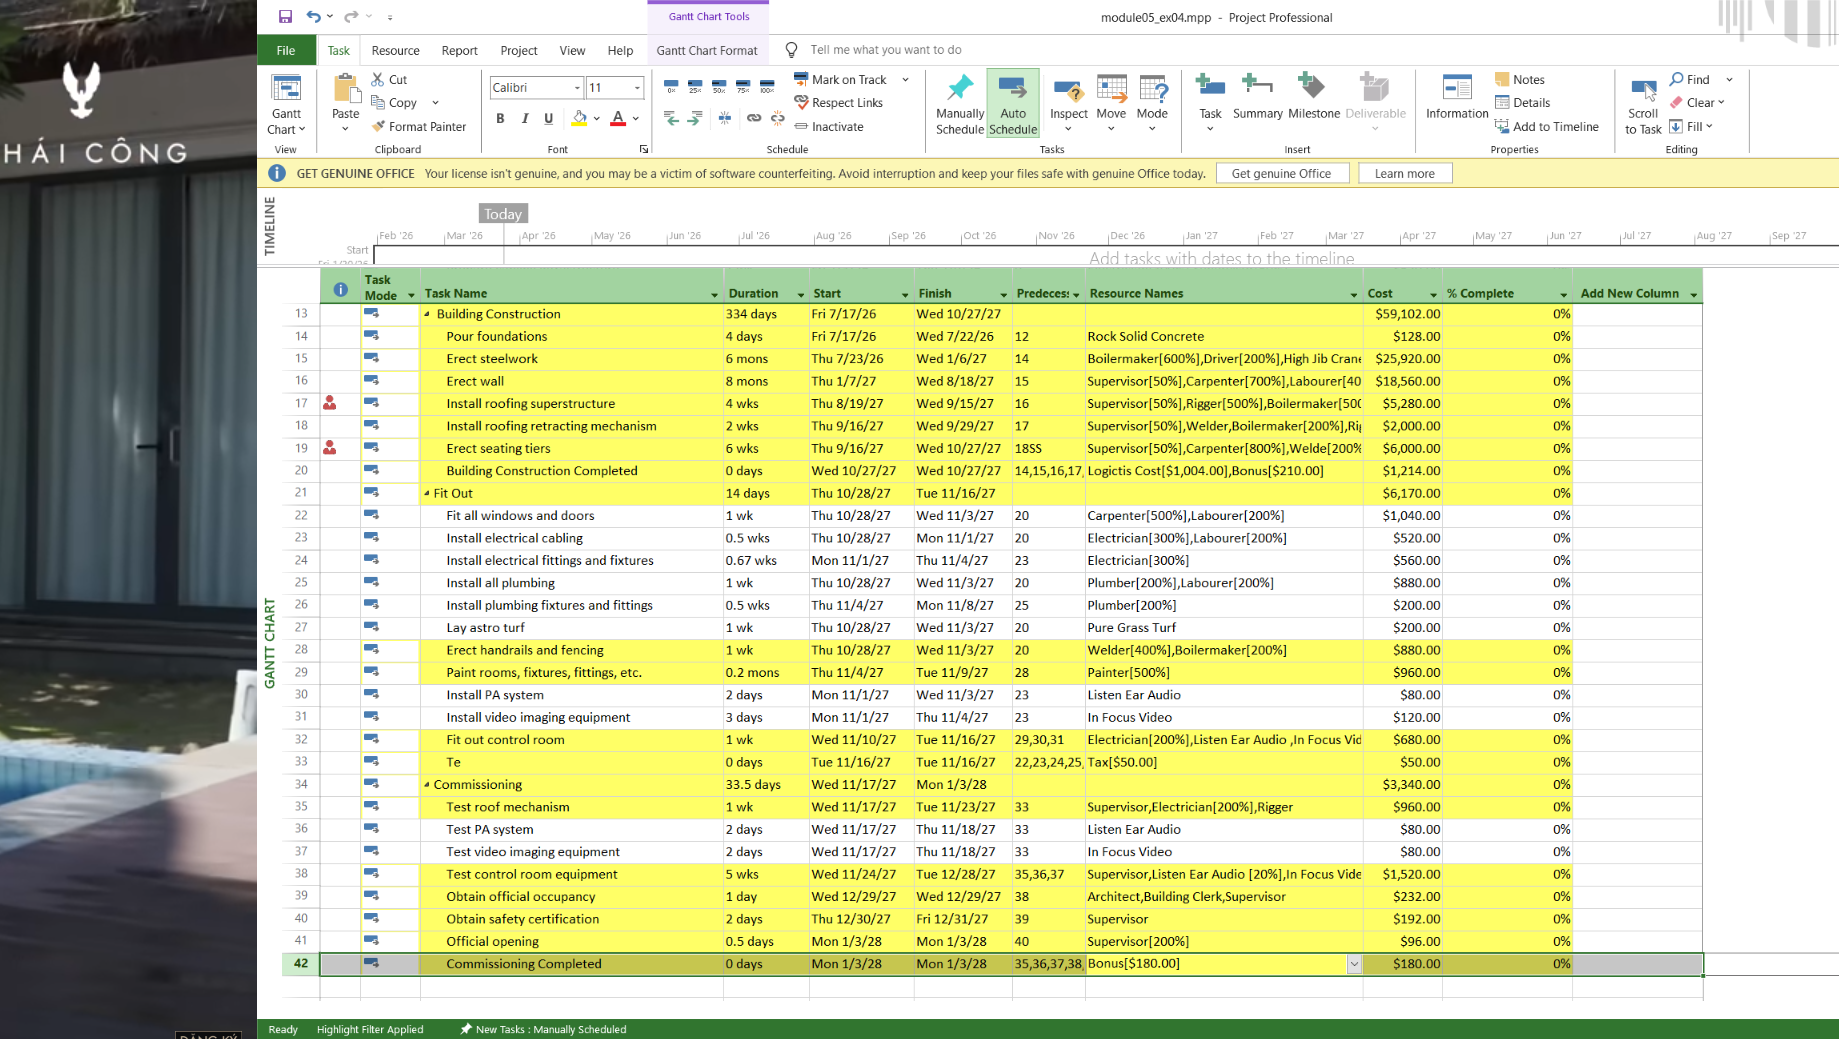 HÁI CÔNG
Gantt Chart Tools
module05_ex04.mpp - Project Professional
File Task Resource Report Project View Help Gantt Chart Format Tell me what you want to do
Gantt Chart
View
Paste
Cut
Copy
Format Painter
Clipboard
Calibri 11
B I U A
Font
0% 25% 50% 75% 100%
Mark on Track
Respect Links
Inactivate
Schedule
Manually Schedule
Auto Schedule
Inspect
Move
Mode
Tasks
Task
Summary
Milestone
Deliverable
Insert
Information
Notes
Details
Add to Timeline
Properties
Scroll to Task
Find
Clear
Fill
Editing
GET GENUINE OFFICE Your license isn't genuine, and you may be a victim of software counterfeiting. Avoid interruption and keep your files safe with genuine Office today. Get genuine Office Learn more
TIMELINE
Today
Feb '26 Mar '26 Apr '26 May '26 Jun '26 Jul '26 Aug '26 Sep '26 Oct '26 Nov '26 Dec '26 Jan '27 Feb '27 Mar '27 Apr '27 May '27 Jun '27 Jul '27 Aug '27 Sep '27
Start
Add tasks with dates to the timeline
GANTT CHART
Task Mode Task Name Duration Start Finish Predeces: Resource Names Cost % Complete Add New Column
13 Building Construction 334 days Fri 7/17/26 Wed 10/27/27 $59,102.00 0%
14 Pour foundations 4 days Fri 7/17/26 Wed 7/22/26 12 Rock Solid Concrete $128.00 0%
15 Erect steelwork 6 mons Thu 7/23/26 Wed 1/6/27 14 Boilermaker[600%],Driver[200%],High Jib Crane $25,920.00 0%
16 Erect wall 8 mons Thu 1/7/27 Wed 8/18/27 15 Supervisor[50%],Carpenter[700%],Labourer[40 $18,560.00 0%
17 Install roofing superstructure 4 wks Thu 8/19/27 Wed 9/15/27 16 Supervisor[50%],Rigger[500%],Boilermaker[500 $5,280.00 0%
18 Install roofing retracting mechanism 2 wks Thu 9/16/27 Wed 9/29/27 17 Supervisor[50%],Welder,Boilermaker[200%],Rig $2,000.00 0%
19 Erect seating tiers 6 wks Thu 9/16/27 Wed 10/27/27 18SS Supervisor[50%],Carpenter[800%],Welde[200% $6,000.00 0%
20 Building Construction Completed 0 days Wed 10/27/27 Wed 10/27/27 14,15,16,17, Logictis Cost[$1,004.00],Bonus[$210.00] $1,214.00 0%
21 Fit Out 14 days Thu 10/28/27 Tue 11/16/27 $6,170.00 0%
22 Fit all windows and doors 1 wk Thu 10/28/27 Wed 11/3/27 20 Carpenter[500%],Labourer[200%] $1,040.00 0%
23 Install electrical cabling 0.5 wks Thu 10/28/27 Mon 11/1/27 20 Electrician[300%],Labourer[200%] $520.00 0%
24 Install electrical fittings and fixtures 0.67 wks Mon 11/1/27 Thu 11/4/27 23 Electrician[300%] $560.00 0%
25 Install all plumbing 1 wk Thu 10/28/27 Wed 11/3/27 20 Plumber[200%],Labourer[200%] $880.00 0%
26 Install plumbing fixtures and fittings 0.5 wks Thu 11/4/27 Mon 11/8/27 25 Plumber[200%] $200.00 0%
27 Lay astro turf 1 wk Thu 10/28/27 Wed 11/3/27 20 Pure Grass Turf $200.00 0%
28 Erect handrails and fencing 1 wk Thu 10/28/27 Wed 11/3/27 20 Welder[400%],Boilermaker[200%] $880.00 0%
29 Paint rooms, fixtures, fittings, etc. 0.2 mons Thu 11/4/27 Tue 11/9/27 28 Painter[500%] $960.00 0%
30 Install PA system 2 days Mon 11/1/27 Wed 11/3/27 23 Listen Ear Audio $80.00 0%
31 Install video imaging equipment 3 days Mon 11/1/27 Thu 11/4/27 23 In Focus Video $120.00 0%
32 Fit out control room 1 wk Wed 11/10/27 Tue 11/16/27 29,30,31 Electrician[200%],Listen Ear Audio ,In Focus Vid $680.00 0%
33 Te 0 days Tue 11/16/27 Tue 11/16/27 22,23,24,25, Tax[$50.00] $50.00 0%
34 Commissioning 33.5 days Wed 11/17/27 Mon 1/3/28 $3,340.00 0%
35 Test roof mechanism 1 wk Wed 11/17/27 Tue 11/23/27 33 Supervisor,Electrician[200%],Rigger $960.00 0%
36 Test PA system 2 days Wed 11/17/27 Thu 11/18/27 33 Listen Ear Audio $80.00 0%
37 Test video imaging equipment 2 days Wed 11/17/27 Thu 11/18/27 33 In Focus Video $80.00 0%
38 Test control room equipment 5 wks Wed 11/24/27 Tue 12/28/27 35,36,37 Supervisor,Listen Ear Audio [20%],In Focus Vide $1,520.00 0%
39 Obtain official occupancy 1 day Wed 12/29/27 Wed 12/29/27 38 Architect,Building Clerk,Supervisor $232.00 0%
40 Obtain safety certification 2 days Thu 12/30/27 Fri 12/31/27 39 Supervisor $192.00 0%
41 Official opening 0.5 days Mon 1/3/28 Mon 1/3/28 40 Supervisor[200%] $96.00 0%
42 Commissioning Completed 0 days Mon 1/3/28 Mon 1/3/28 35,36,37,38, Bonus[$180.00] $180.00 0%
Ready Highlight Filter Applied New Tasks : Manually Scheduled